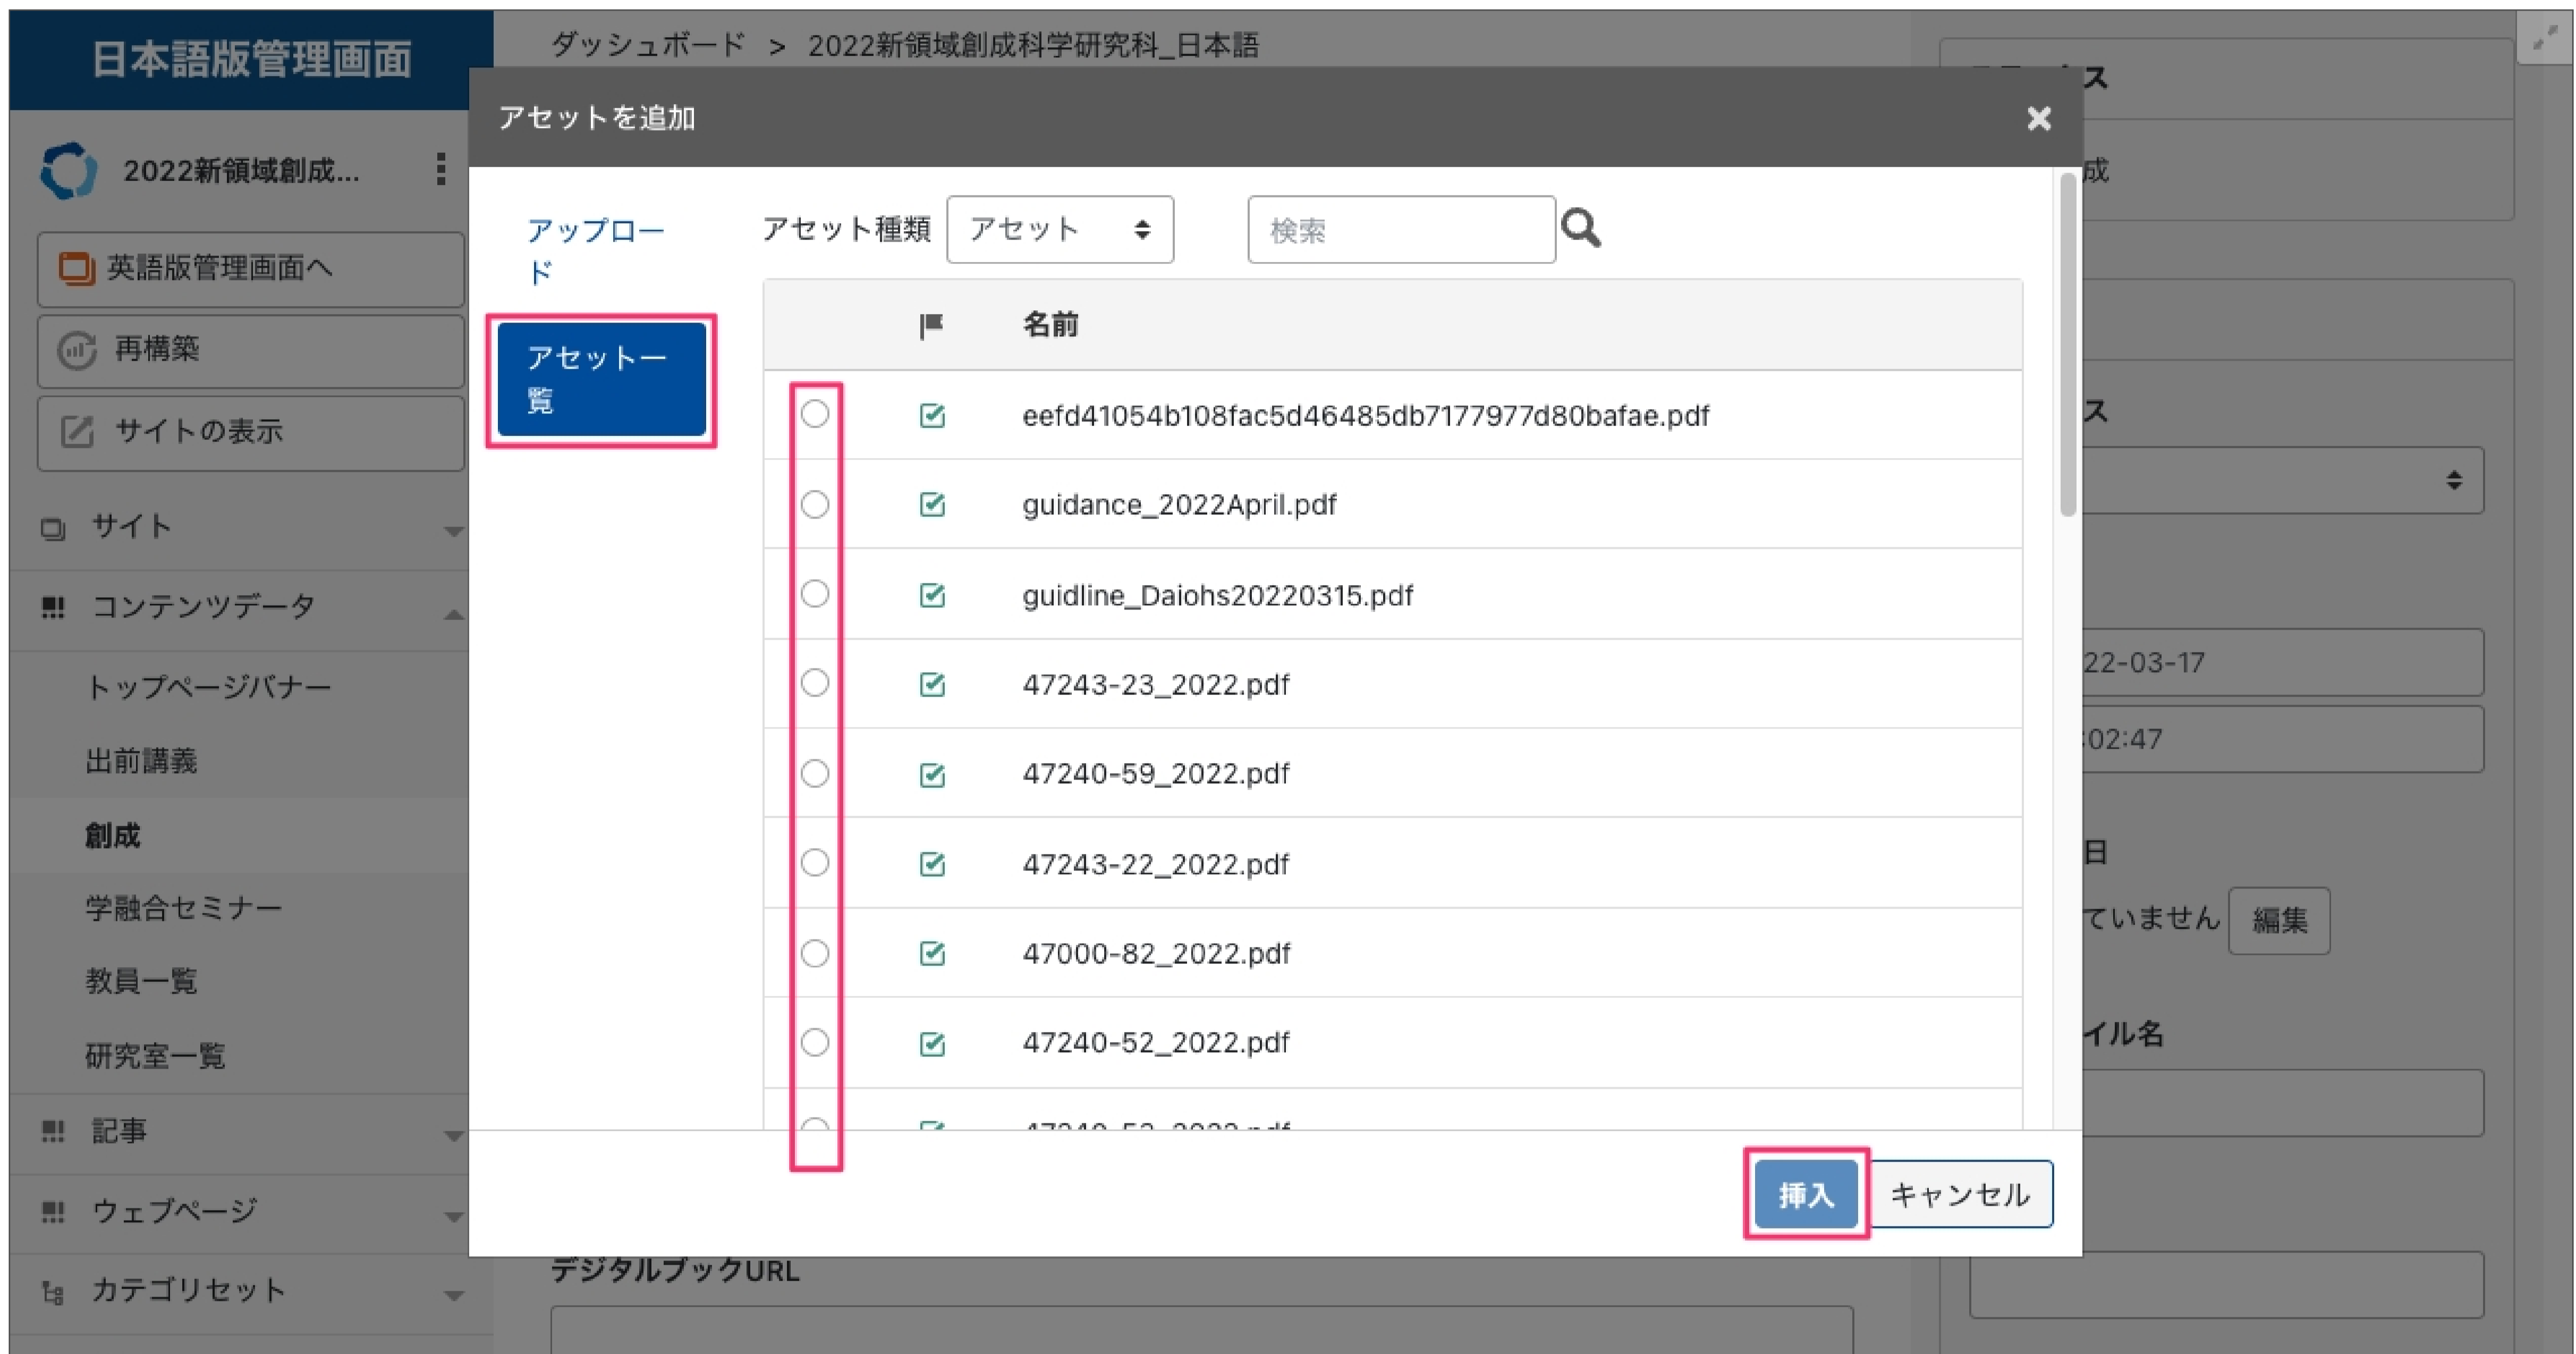 日本語版管理画面
ダッシュボード > 2022新領域創成科学研究科_日本語
2022新領域創成...
英語版管理画面へ
再構築
サイトの表示
サイト
コンテンツデータ
トップページバナー
出前講義
創成
学融合セミナー
教員一覧
研究室一覧
記事
ウェブページ
カテゴリセット
アセットを追加
アップロー
ド
アセット一
覧
アセット種類 アセット 検索
名前
eefd41054b108fac5d46485db7177977d80bafae.pdf
guidance_2022April.pdf
guidline_Daiohs20220315.pdf
47243-23_2022.pdf
47240-59_2022.pdf
47243-22_2022.pdf
47000-82_2022.pdf
47240-52_2022.pdf
挿入 キャンセル
デジタルブックURL
ス
成
ス
22-03-17
:02:47
日
ていません 編集
イル名